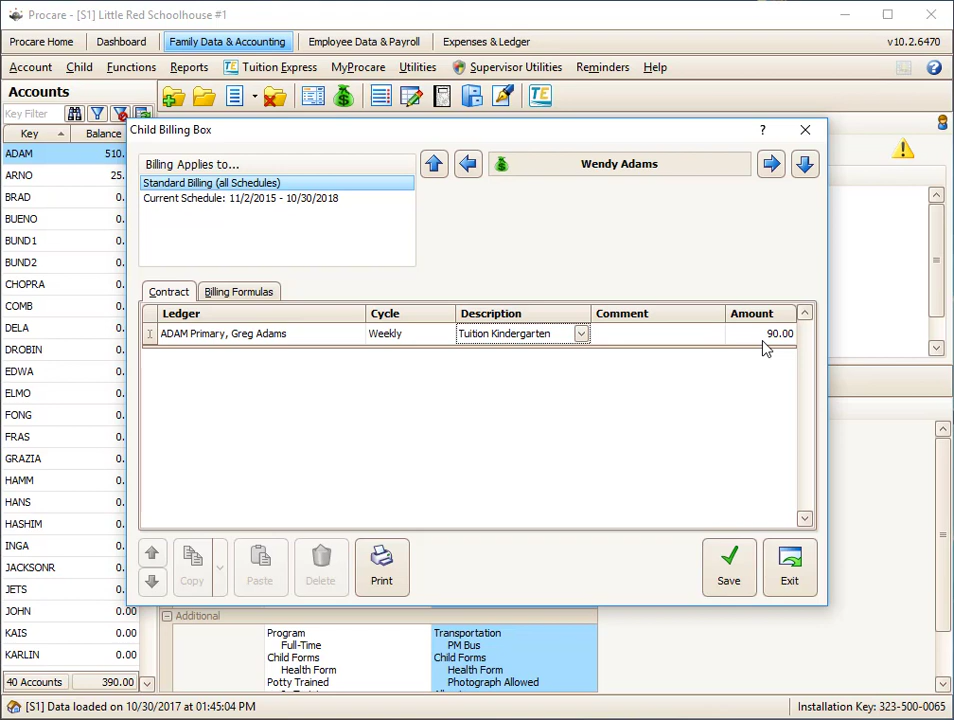 Procare - [S1] Little Red Schoolhouse #1
Procare Home
Dashboard
Family Data & Accounting
Employee Data & Payroll
Expenses & Ledger
v10.2.6470
Account
Child
Functions
Reports
TE
Tuition Express
MyProcare
Utilities
Supervisor Utilities
Reminders
Help
Accounts
TE
Key Filter
Key
Balance
ADAM 510.
ARNO 25.
BRAD 0.
BUENO 0.
BUND1 0.
BUND2 0.
CHOPRA 0.
COMB 0.
DELA 0.
DROBIN 0.
EDWA 0.
ELMO 0.
FONG 0.
FRAS 0.
GRAZIA 0.
HAMM 0.
HANS 0.
HASHIM 0.
INGA 0.
JACKSONR 0.
JETS 0.
JOHN 0.00
KAIS 0.00
KARLIN 0.00
40 Accounts 390.00
Child Billing Box
?
Billing Applies to...
Standard Billing (all Schedules)
Current Schedule: 11/2/2015 - 10/30/2018
Wendy Adams
Contract
Billing Formulas
Ledger Cycle Description Comment Amount
ADAM Primary, Greg Adams Weekly Tuition Kindergarten 90.00
Copy
Paste
Delete
Print
Save
Exit
Additional
Program
Full-Time
Child Forms
Health Form
Potty Trained
Transportation
PM Bus
Child Forms
Health Form
Photograph Allowed
[S1] Data loaded on 10/30/2017 at 01:45:04 PM
Installation Key: 323-500-0065